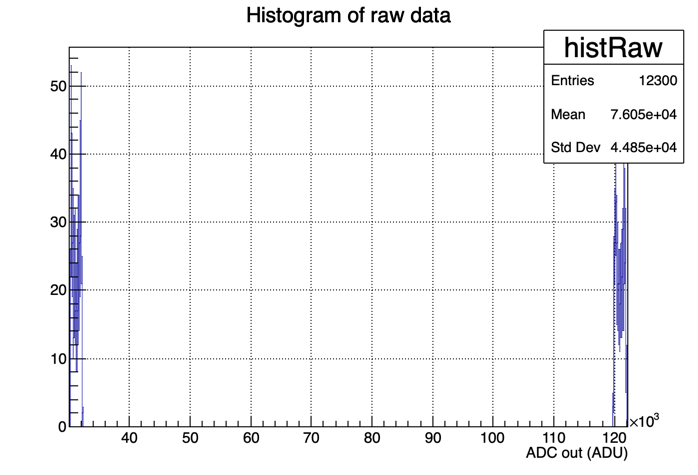 Histogram of raw data
histRaw
Entries 12300
Mean 7.605e+04
Std Dev 4.485e+04
50
40
30
20
10
0
40 50 60 70 80 90 100 110 120
×10³
ADC out (ADU)